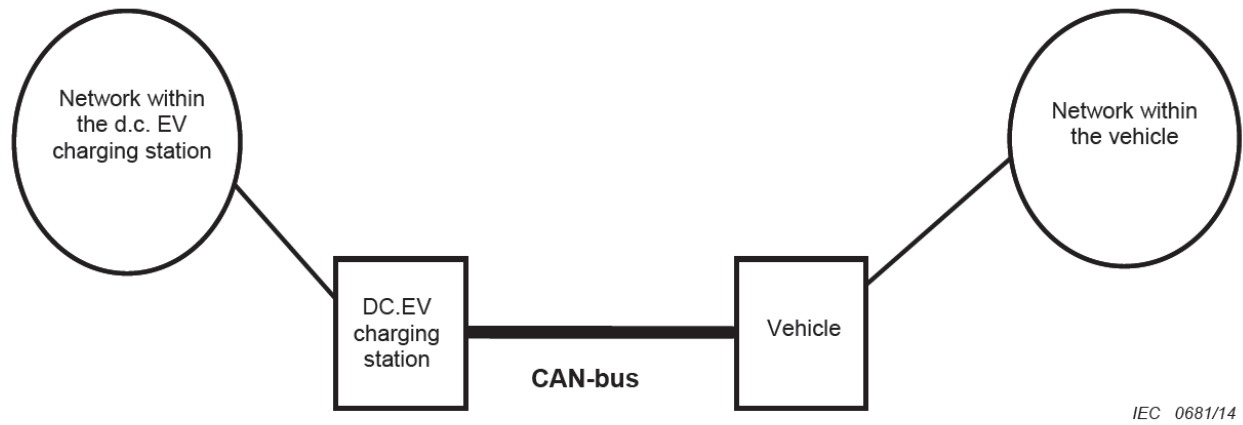 Network within
the d.c. EV
charging station
Network within
the vehicle
DC.EV
charging
station
Vehicle
CAN-bus
IEC 0681/14